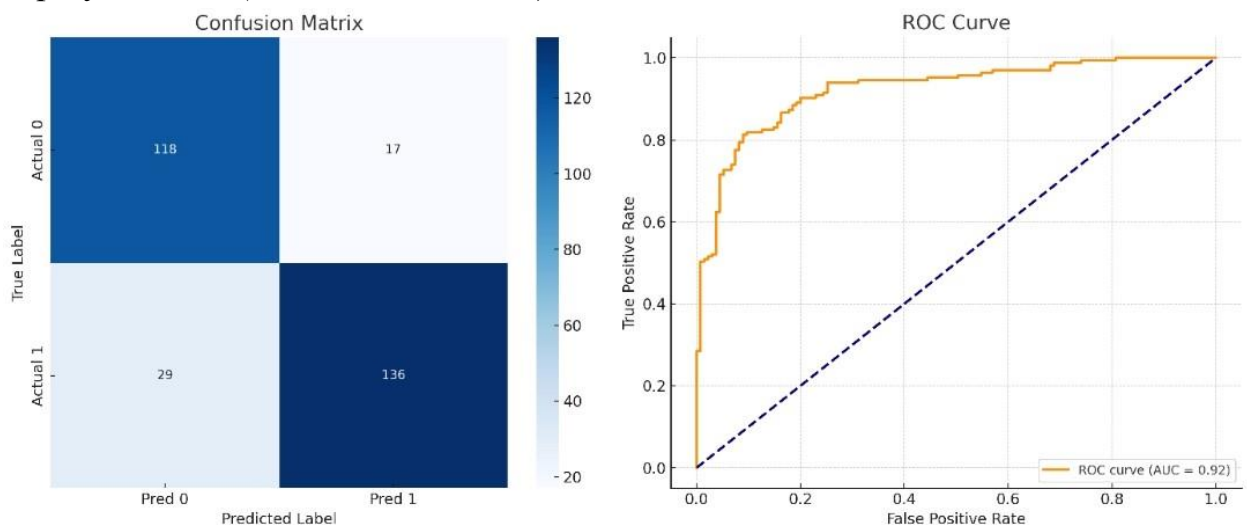 Confusion Matrix
Actual 0
Actual 1
True Label
118
17
29
136
Pred 0
Pred 1
Predicted Label
120
100
80
60
40
20
ROC Curve
True Positive Rate
1.0
0.8
0.6
0.4
0.2
0.0
0.0
0.2
0.4
0.6
0.8
1.0
False Positive Rate
ROC curve (AUC = 0.92)